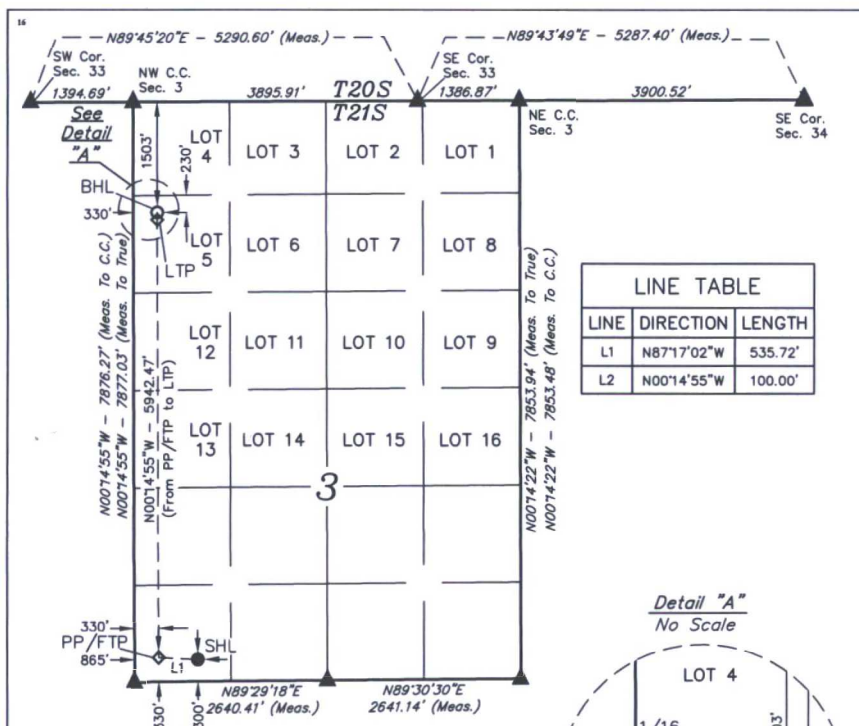 16
N89°45'20"E - 5290.60' (Meas.)
N89°43'49"E - 5287.40' (Meas.)
SW Cor.
Sec. 33
NW C.C.
Sec. 3
SE Cor.
Sec. 33
1394.69'
3895.91'
T20S
1386.87'
3900.52'
T21S
NE C.C.
Sec. 3
SE Cor.
Sec. 34
See
Detail
"A"
1503'
230'
LOT
4
LOT 3
LOT 2
LOT 1
BHL
330'
LTP
LOT
5
LOT 6
LOT 7
LOT 8
N00°14'55"W - 7876.27' (Meas. To C.C.)
N00°14'55"W - 7877.03' (Meas. To True)
N00°14'55"W - 5942.47'
(From PP/FTP to LTP)
LOT
12
LOT 11
LOT 10
LOT 9
N00°14'22"W - 7853.94' (Meas. To True)
N00°14'22"W - 7853.48' (Meas. To C.C.)
LINE TABLE
LINE DIRECTION LENGTH
L1 N87°17'02"W 535.72'
L2 N00°14'55"W 100.00'
LOT
13
LOT 14
LOT 15
LOT 16
3
330'
PP/FTP
865'
L1
SHL
N89°29'18"E
2640.41' (Meas.)
N89°30'30"E
2641.14' (Meas.)
Detail "A"
No Scale
LOT 4